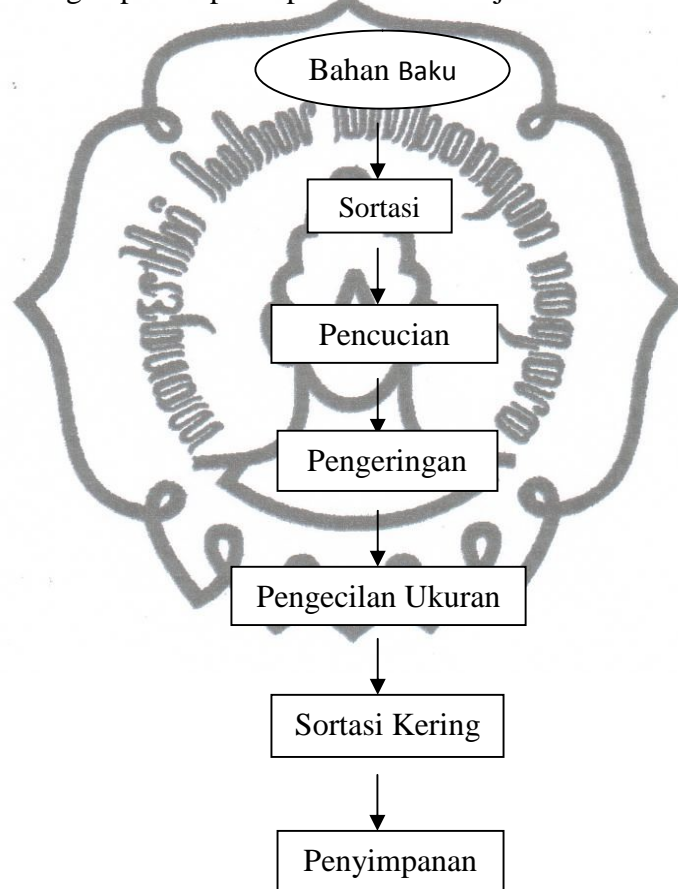 Bahan Baku
Sortasi
Pencucian
Pengeringan
Pengecilan Ukuran
Sortasi Kering
Penyimpanan